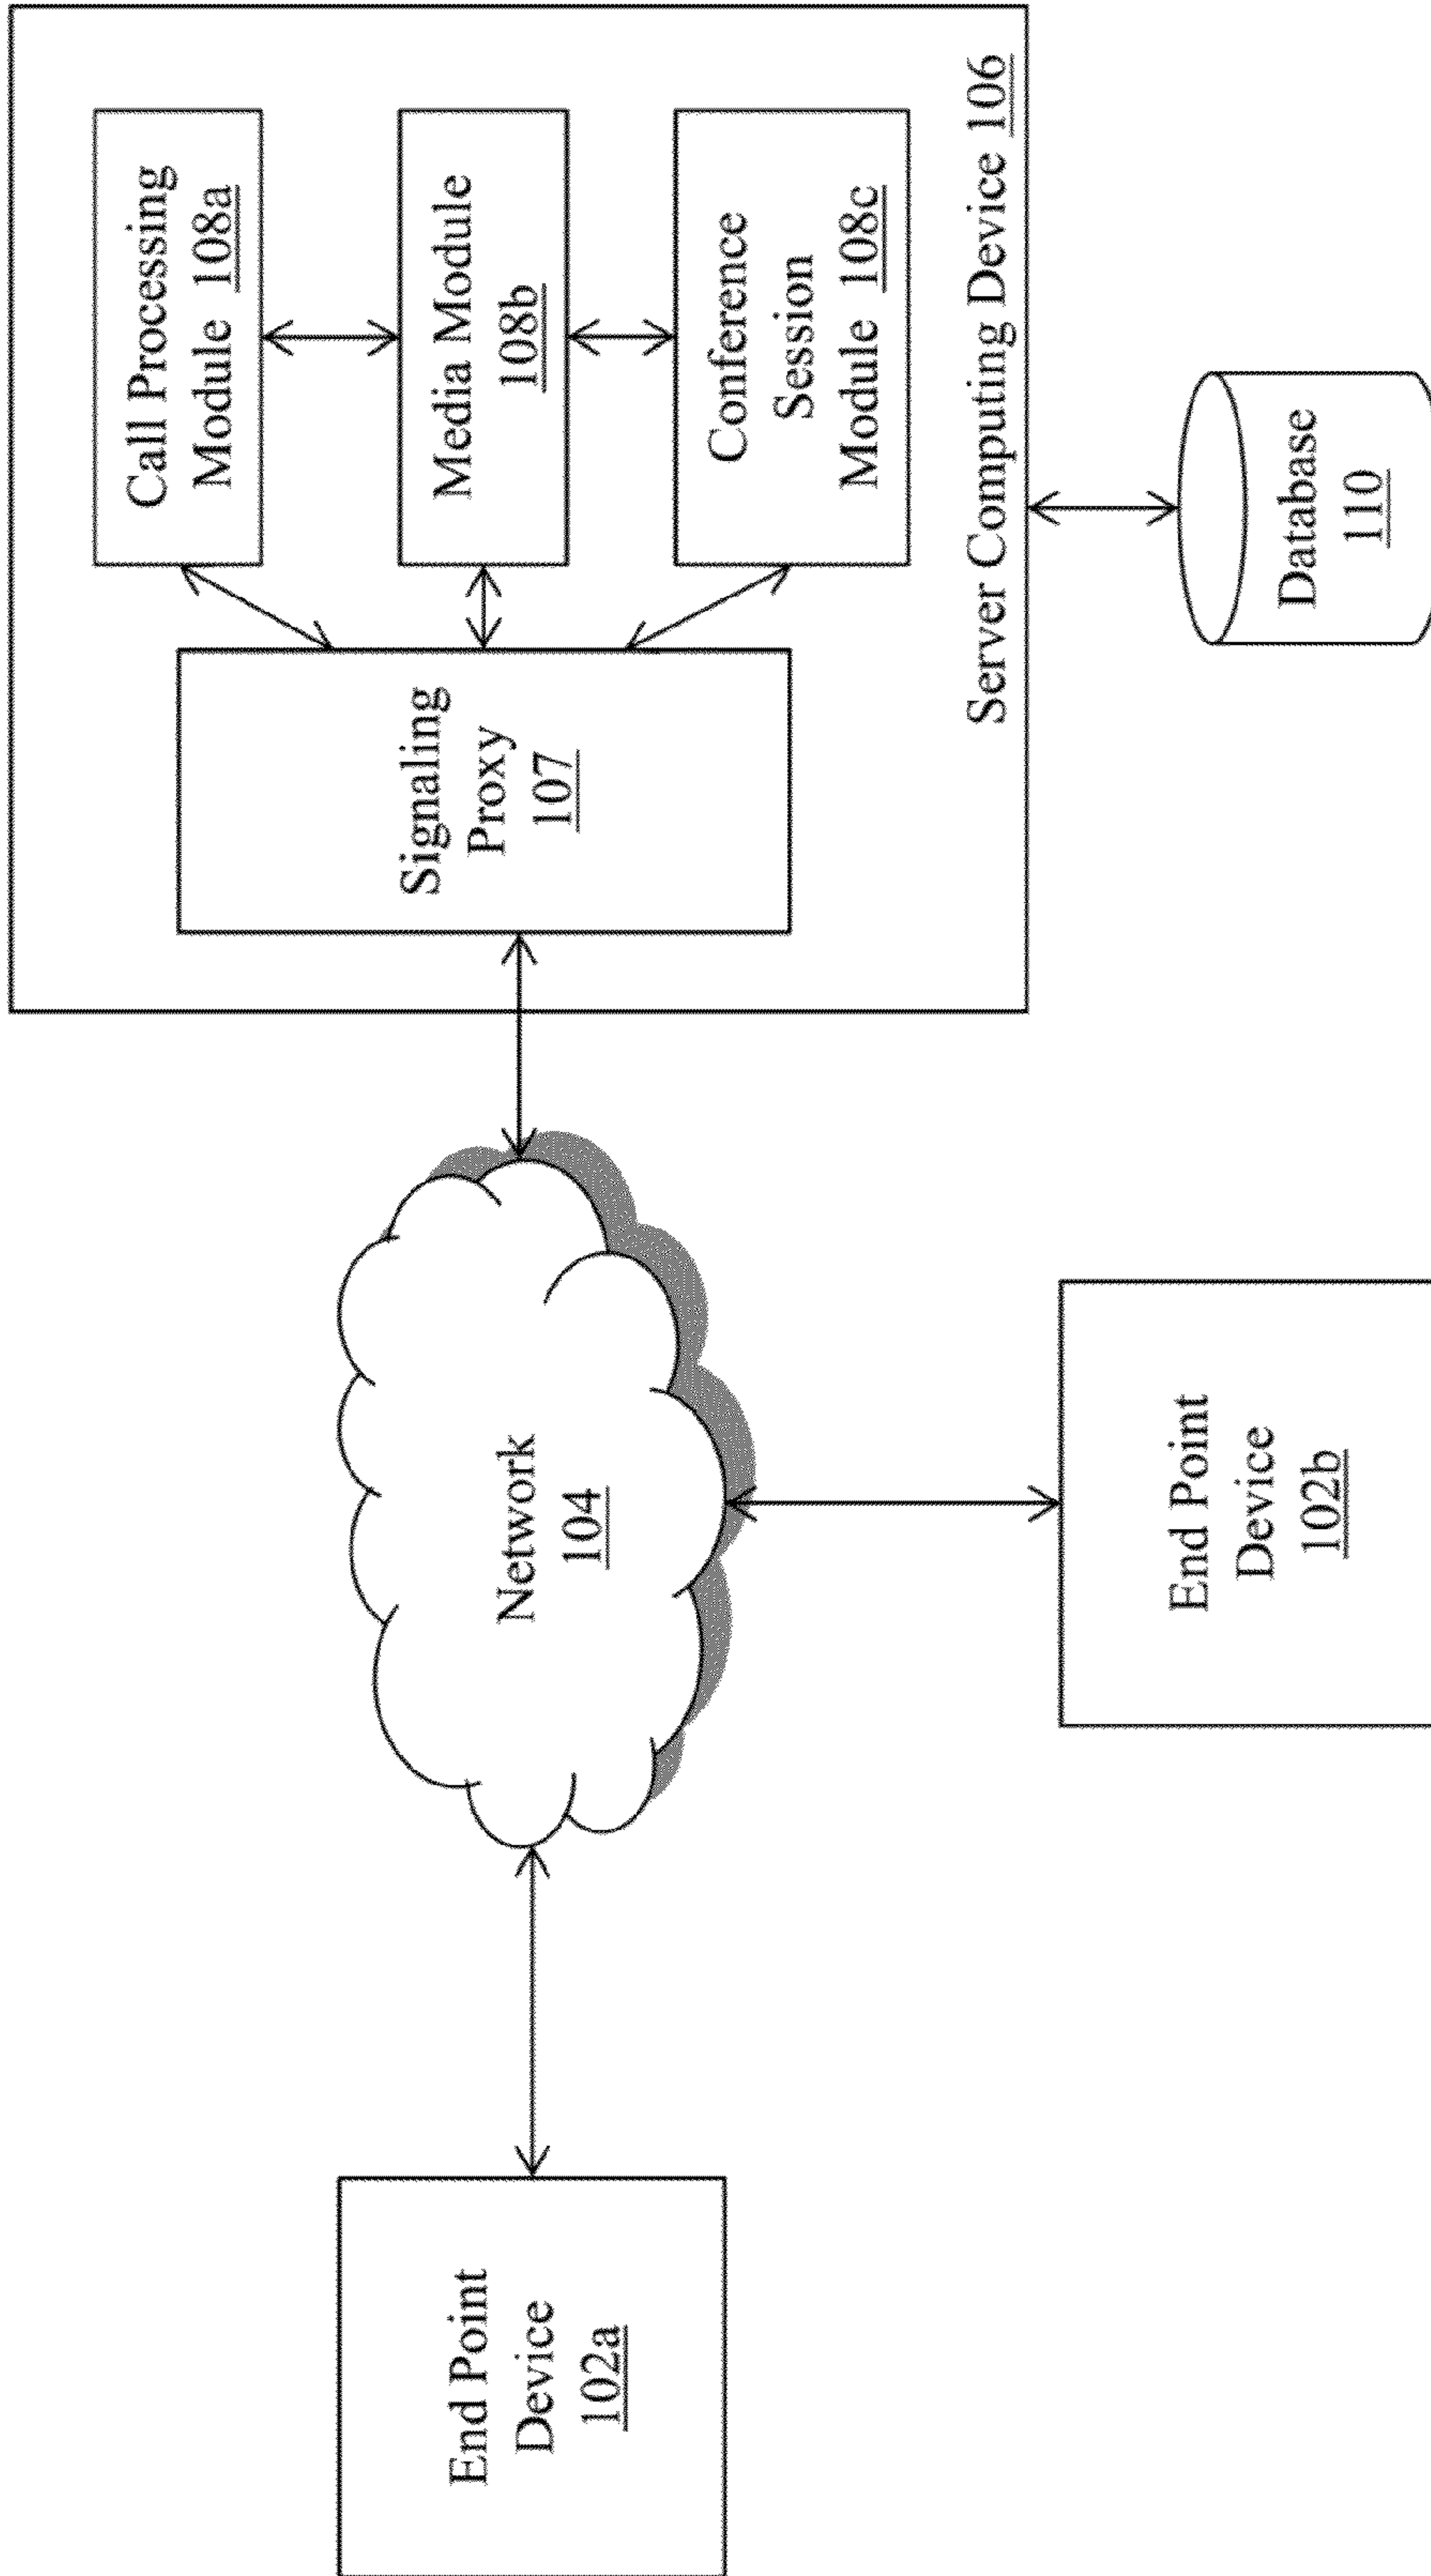 End Point
Device
102a
Network
104
End Point
Device
102b
Signaling
Proxy
107
Call Processing
Module 108a
Media Module
108b
Conference
Session
Module 108c
Server Computing Device 106
Database
110